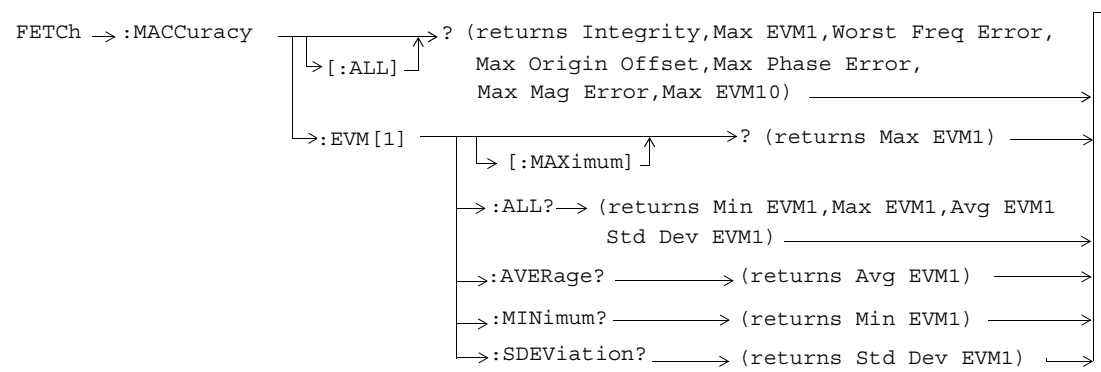 FETCh :MACCuracy ? (returns Integrity,Max EVM1,Worst Freq Error,
[:ALL] Max Origin Offset,Max Phase Error,
Max Mag Error,Max EVM10)
:EVM[1] ? (returns Max EVM1)
[:MAXimum]
:ALL? (returns Min EVM1,Max EVM1,Avg EVM1
Std Dev EVM1)
:AVERage? (returns Avg EVM1)
:MINimum? (returns Min EVM1)
:SDEViation? (returns Std Dev EVM1)